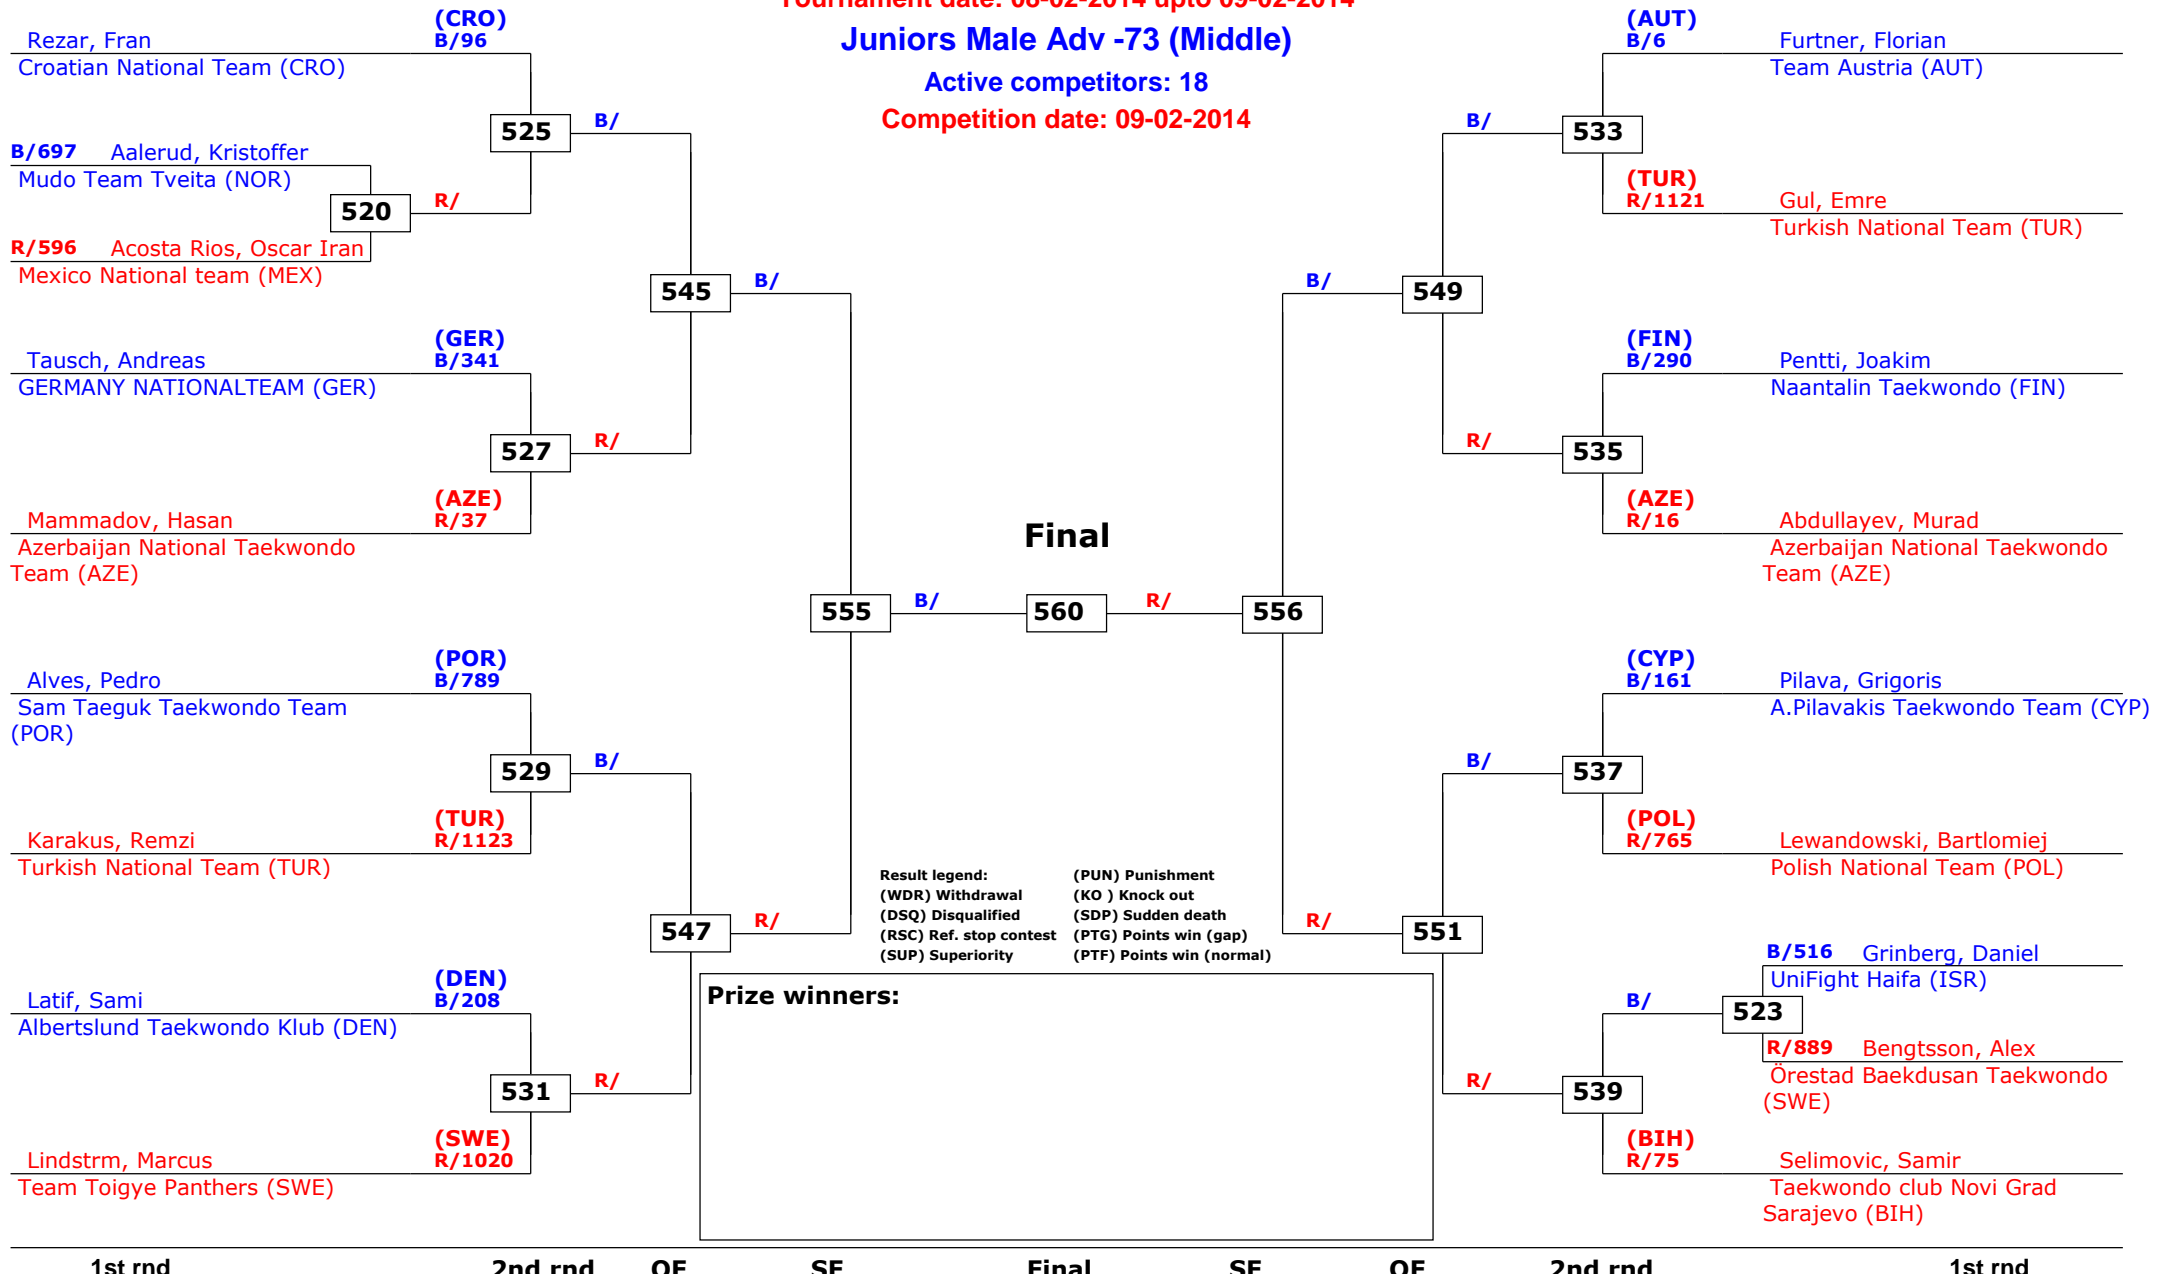 Tournament date: 08-02-2014 upto 09-02-2014
Juniors Male Adv -73 (Middle)
Active competitors: 18
Competition date: 09-02-2014
(CRO)
Rezar, Fran B/96
Croatian National Team (CRO)
525
B/
B/697 Aalerud, Kristoffer
Mudo Team Tveita (NOR)
520
R/
R/596 Acosta Rios, Oscar Iran
Mexico National team (MEX)
545
B/
(GER)
Tausch, Andreas B/341
GERMANY NATIONALTEAM (GER)
527
R/
(AZE)
Mammadov, Hasan R/37
Azerbaijan National Taekwondo
Team (AZE)
555
B/
(POR)
Alves, Pedro B/789
Sam Taeguk Taekwondo Team
(POR)
529
B/
(TUR)
Karakus, Remzi R/1123
Turkish National Team (TUR)
547
R/
(DEN)
Latif, Sami B/208
Albertslund Taekwondo Klub (DEN)
531
R/
(SWE)
Lindstrm, Marcus R/1020
Team Toigye Panthers (SWE)
Final
560
R/
556
(AUT)
B/6 Furtner, Florian
Team Austria (AUT)
B/
533
(TUR)
R/1121 Gul, Emre
Turkish National Team (TUR)
B/
549
(FIN)
B/290 Pentti, Joakim
Naantalin Taekwondo (FIN)
R/
535
(AZE)
R/16 Abdullayev, Murad
Azerbaijan National Taekwondo
Team (AZE)
(CYP)
B/161 Pilava, Grigoris
A.Pilavakis Taekwondo Team (CYP)
B/
537
(POL)
R/765 Lewandowski, Bartlomiej
Polish National Team (POL)
R/
551
B/516 Grinberg, Daniel
UniFight Haifa (ISR)
B/
523
R/889 Bengtsson, Alex
Örestad Baekdusan Taekwondo
(SWE)
R/
539
(BIH)
R/75 Selimovic, Samir
Taekwondo club Novi Grad
Sarajevo (BIH)
Result legend: (PUN) Punishment
(WDR) Withdrawal (KO ) Knock out
(DSQ) Disqualified (SDP) Sudden death
(RSC) Ref. stop contest (PTG) Points win (gap)
(SUP) Superiority (PTF) Points win (normal)
Prize winners:
1st rnd 2nd rnd QF SF Final SF QF 2nd rnd 1st rnd